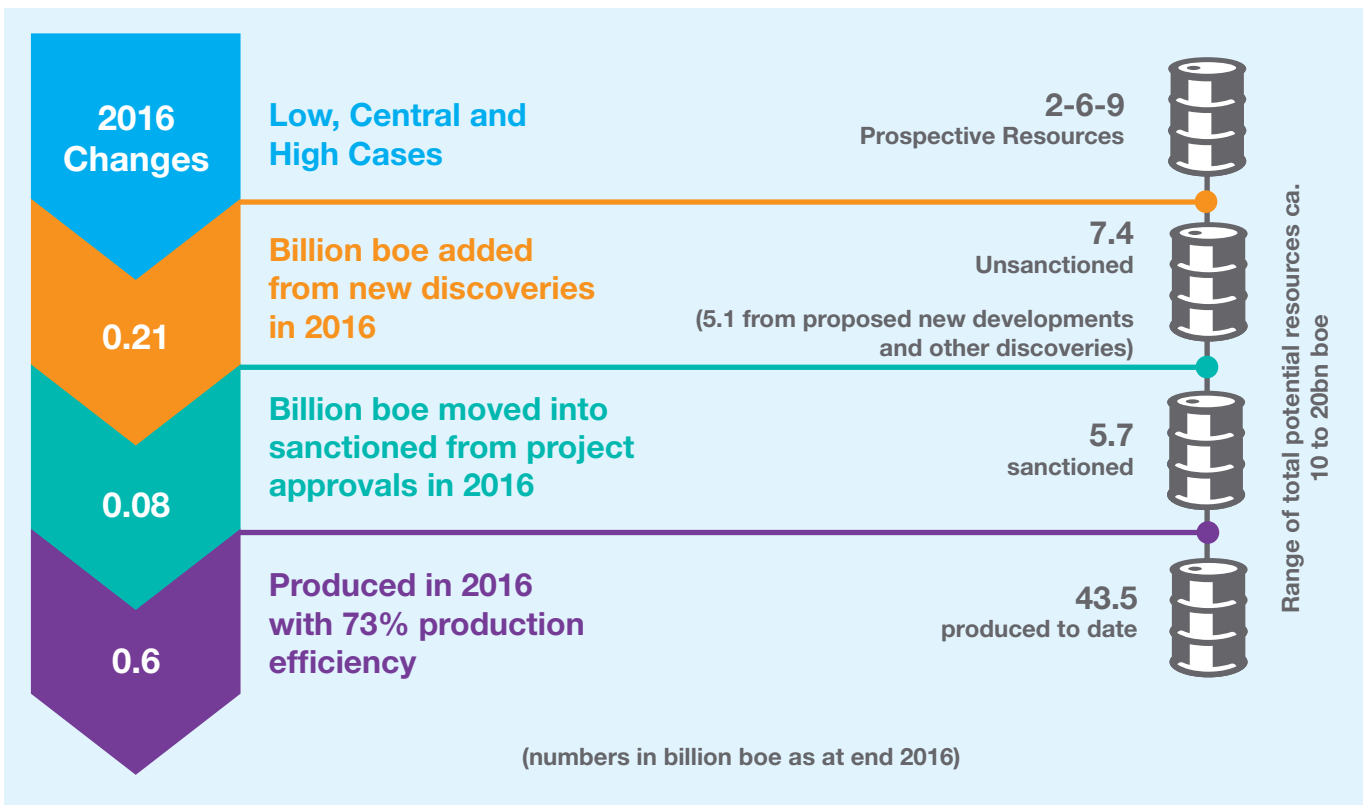 2016
Changes
Low, Central and
High Cases
2-6-9
Prospective Resources
0.21
Billion boe added
from new discoveries
in 2016
7.4
Unsanctioned
(5.1 from proposed new developments
and other discoveries)
0.08
Billion boe moved into
sanctioned from project
approvals in 2016
5.7
sanctioned
0.6
Produced in 2016
with 73% production
efficiency
43.5
produced to date
Range of total potential resources ca.
10 to 20bn boe
(numbers in billion boe as at end 2016)